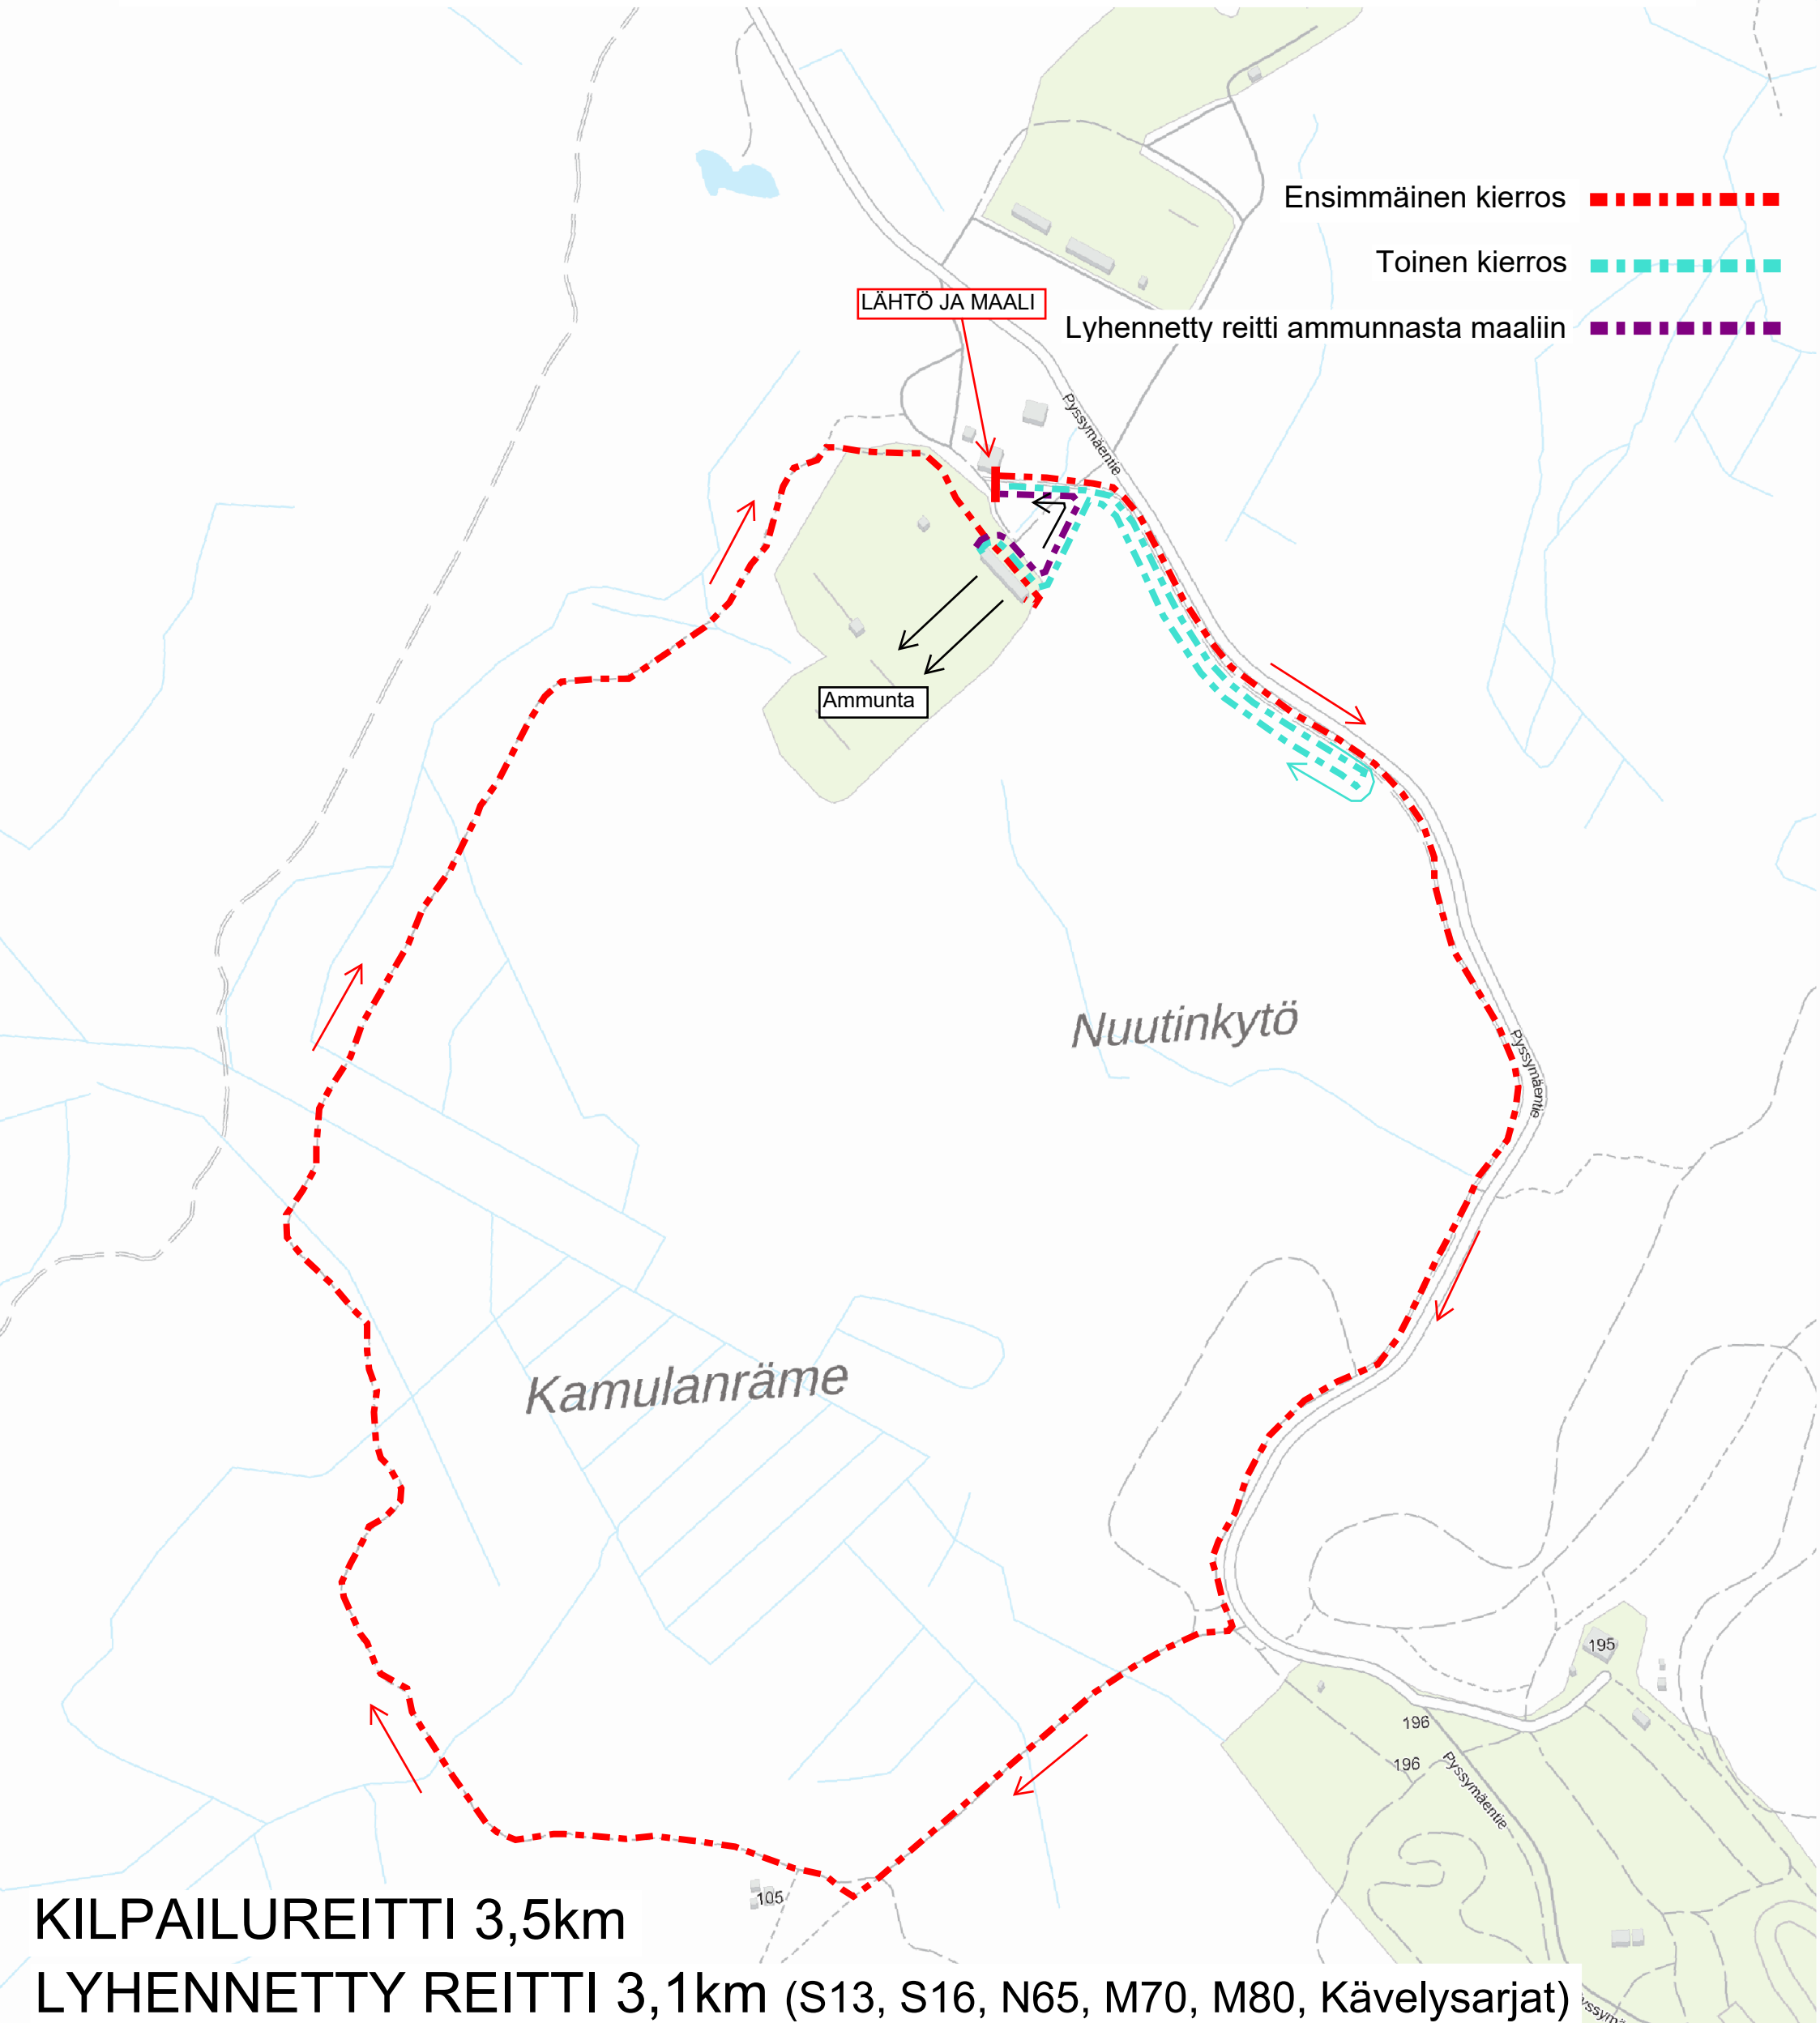 Ensimmäinen kierros
Toinen kierros
LÄHTÖ JA MAALI
Lyhennetty reitti ammunnasta maaliin
Pyssymäentie
Ammunta
Nuutinkytö
Pyssymäentie
Kamulanräme
195
196
196
Pyssymäentie
105
KILPAILUREITTI 3,5km
LYHENNETTY REITTI 3,1km (S13, S16, N65, M70, M80, Kävelysarjat)